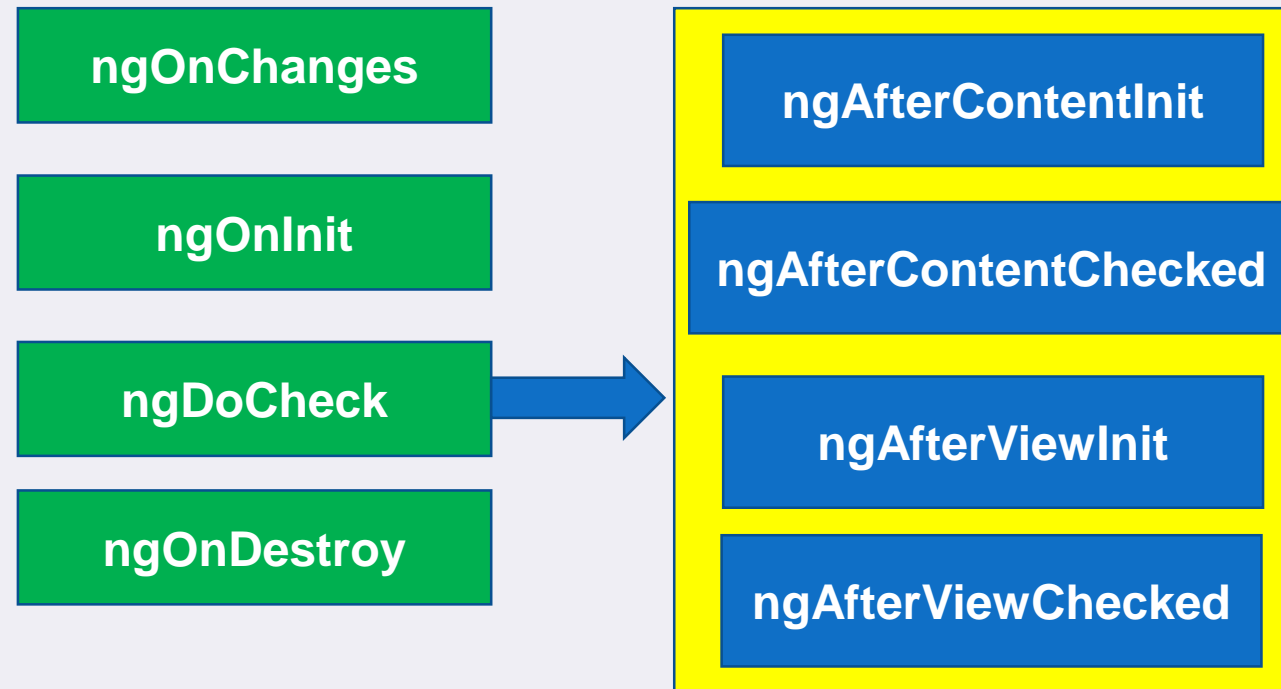 ngOnChanges
ngOnInit
ngDoCheck
ngOnDestroy
ngAfterContentInit
ngAfterContentChecked
ngAfterViewInit
ngAfterViewChecked